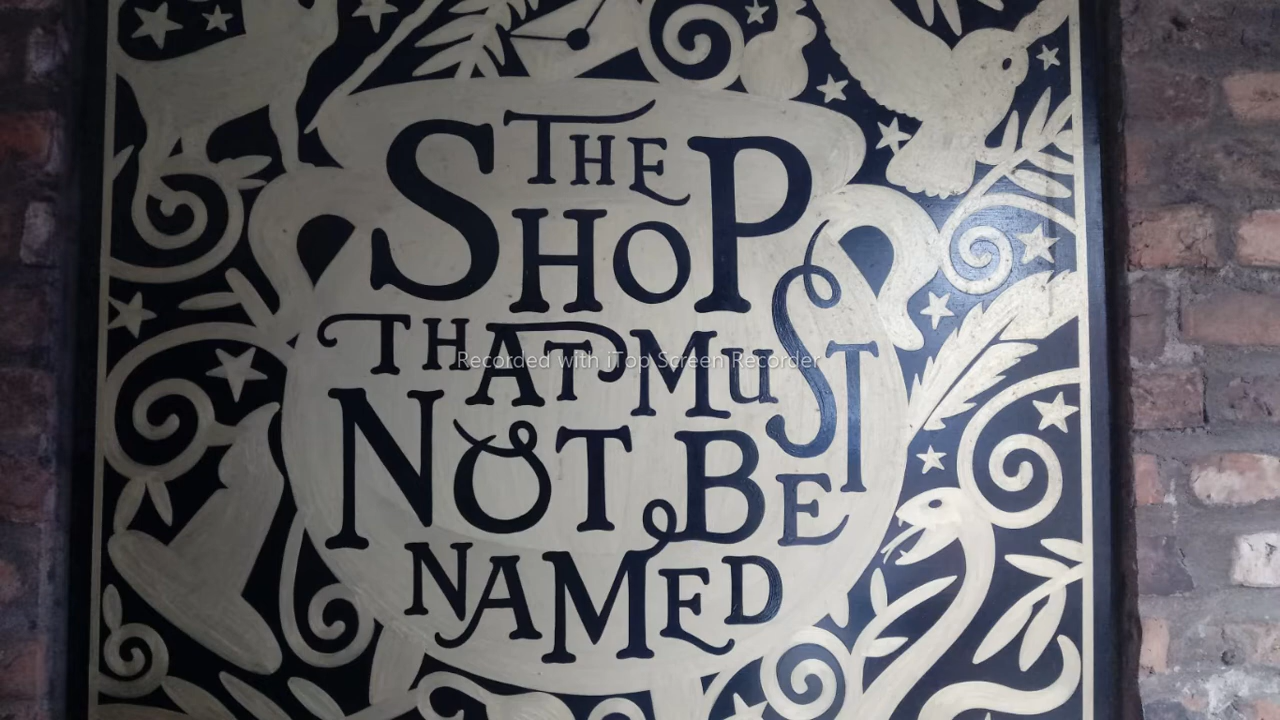 THE
SHOP
THAT MUST
NOT BE
NAMED
Recorded with iTop Screen Recorder